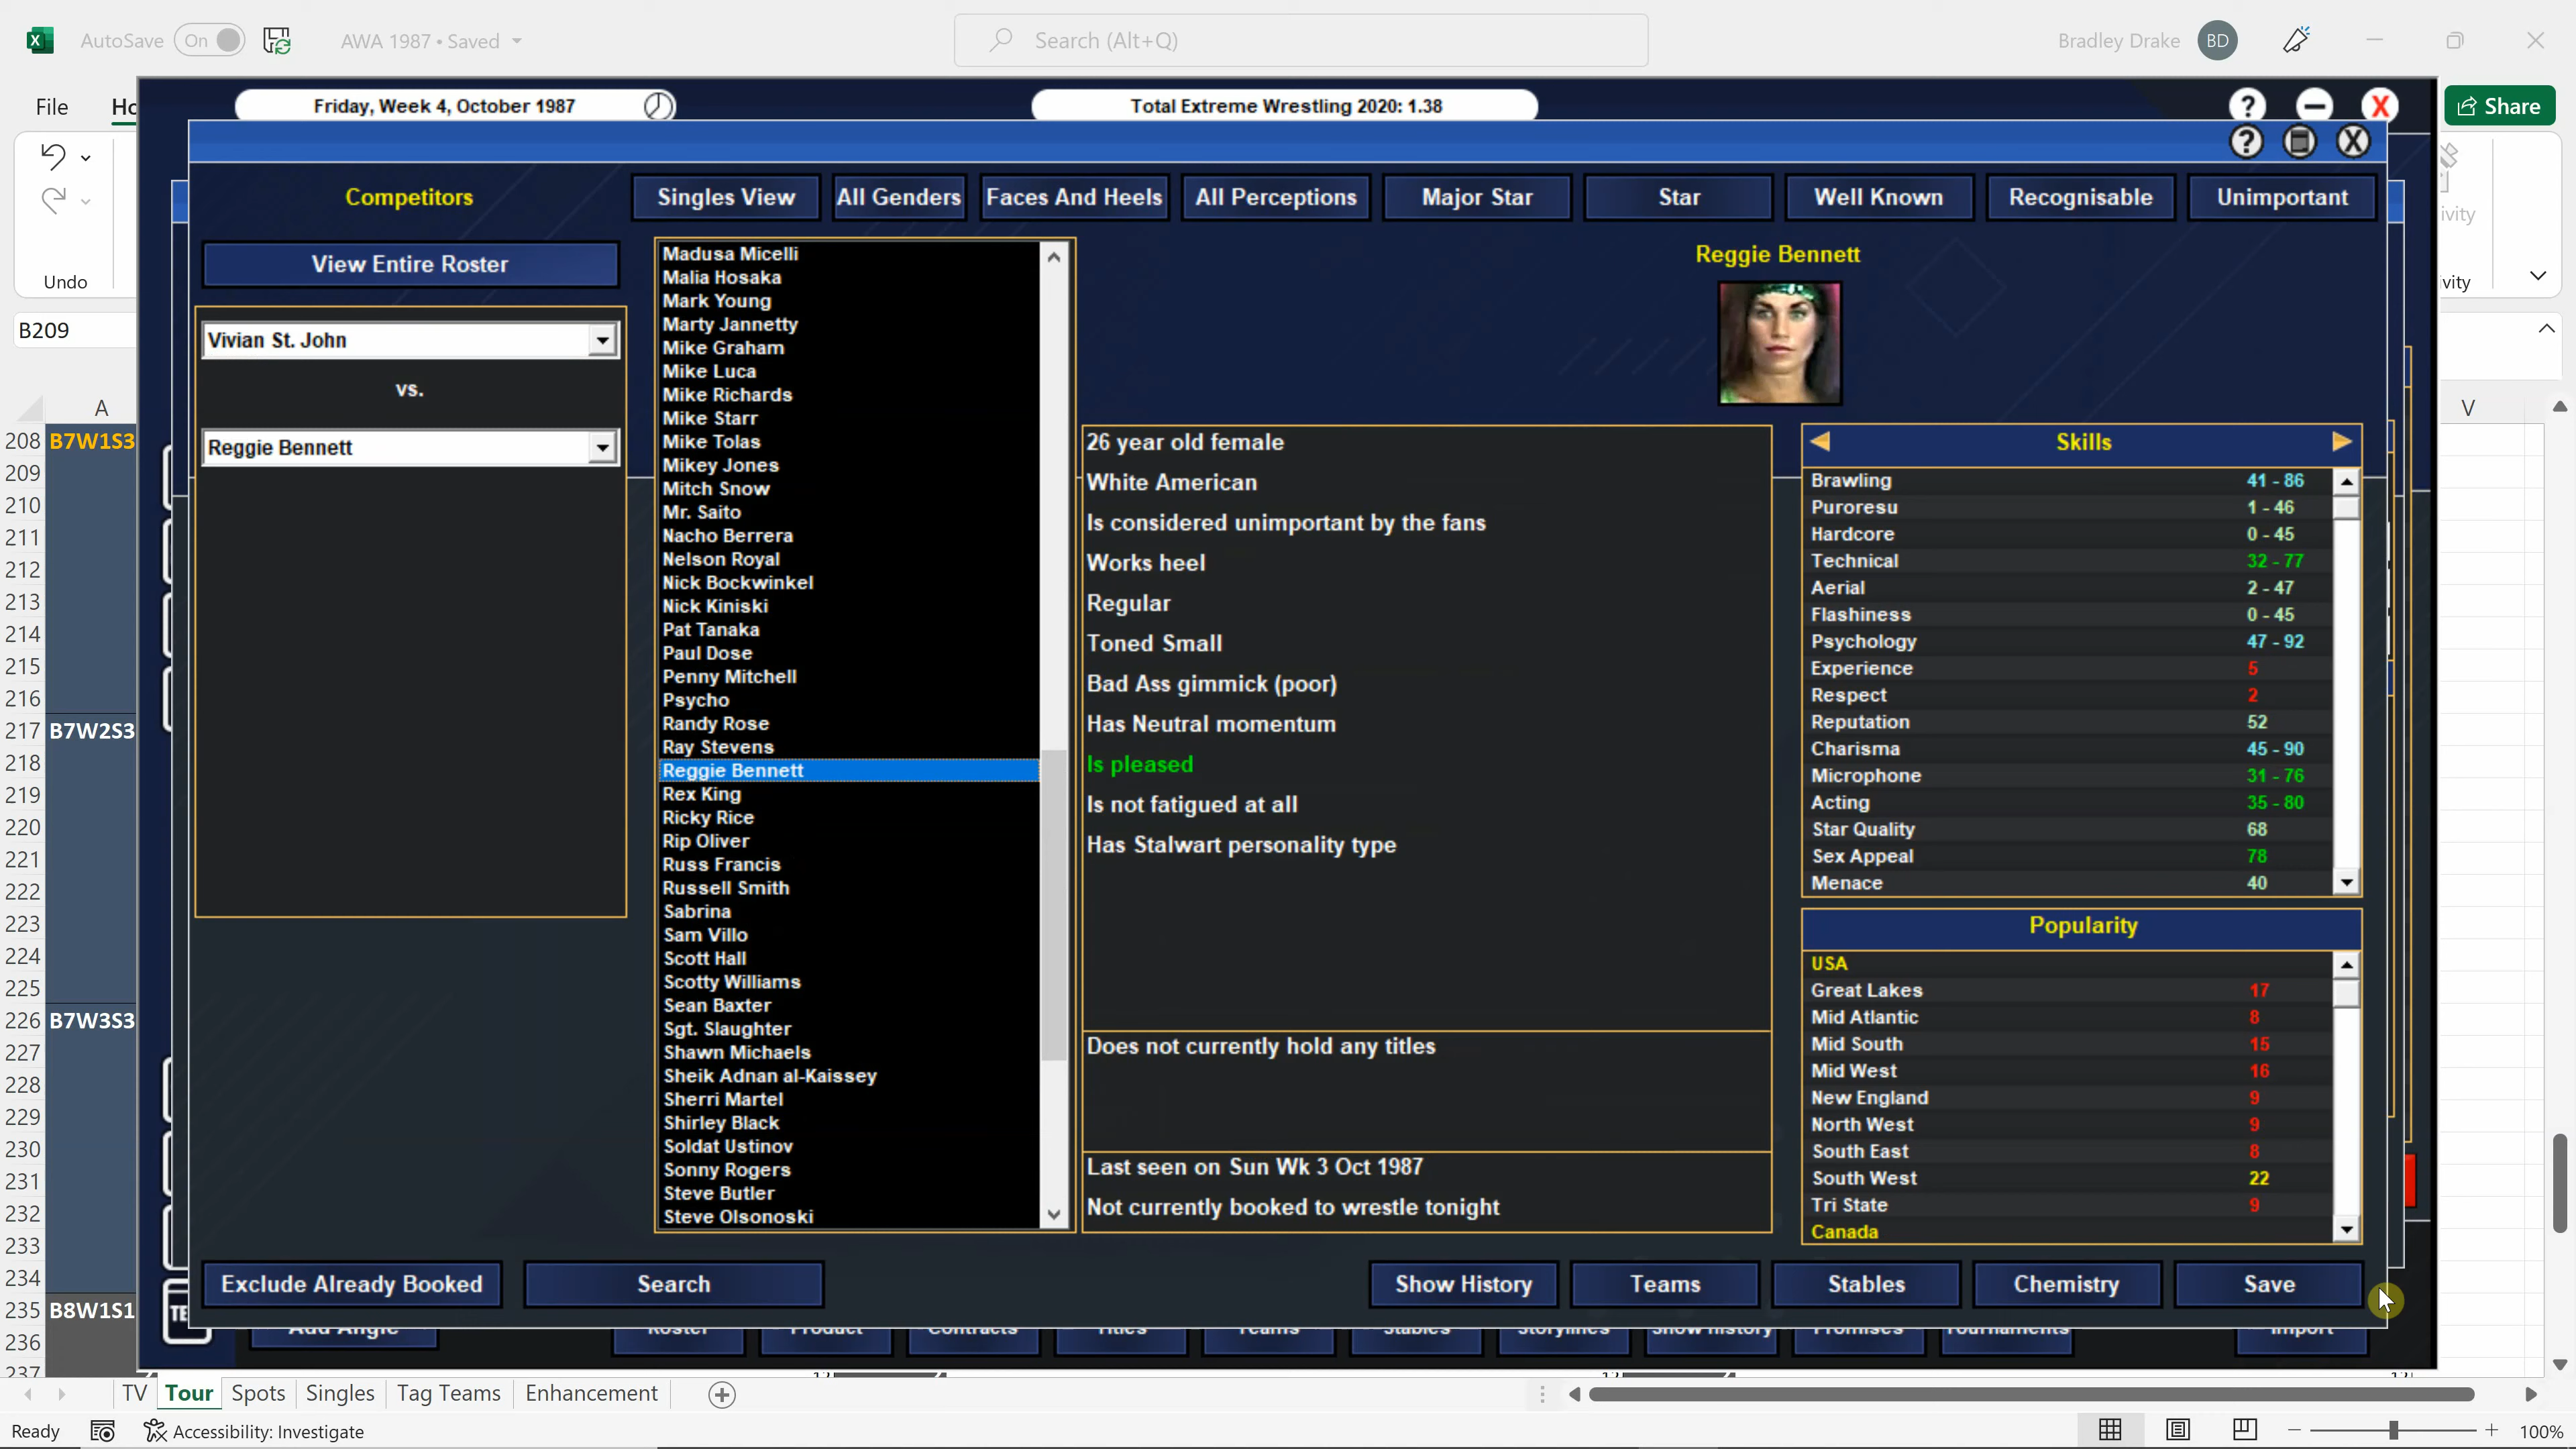 AutoSave On AWA 1987 • Saved Search (Alt+Q) Bradley Drake BD
File Share
Friday, Week 4, October 1987 Total Extreme Wrestling 2020: 1.38 ? X
? X
Undo
B209
Competitors Singles View All Genders Faces And Heels All Perceptions Major Star Star Well Known Recognisable Unimportant
View Entire Roster
Vivian St. John
vs.
Reggie Bennett
Madusa Micelli
Malia Hosaka
Mark Young
Marty Jannetty
Mike Graham
Mike Luca
Mike Richards
Mike Starr
Mike Tolas
Mikey Jones
Mitch Snow
Mr. Saito
Nacho Berrera
Nelson Royal
Nick Bockwinkel
Nick Kiniski
Pat Tanaka
Paul Dose
Penny Mitchell
Psycho
Randy Rose
Ray Stevens
Reggie Bennett
Rex King
Ricky Rice
Rip Oliver
Russ Francis
Russell Smith
Sabrina
Sam Villo
Scott Hall
Scotty Williams
Sean Baxter
Sgt. Slaughter
Shawn Michaels
Sheik Adnan al-Kaissey
Sherri Martel
Shirley Black
Soldat Ustinov
Sonny Rogers
Steve Butler
Steve Olsonoski
Reggie Bennett
26 year old female
White American
Is considered unimportant by the fans
Works heel
Regular
Toned Small
Bad Ass gimmick (poor)
Has Neutral momentum
Is pleased
Is not fatigued at all
Has Stalwart personality type
Does not currently hold any titles
Last seen on Sun Wk 3 Oct 1987
Not currently booked to wrestle tonight
Skills
Brawling 41 - 86
Puroresu 1 - 46
Hardcore 0 - 45
Technical 32 - 77
Aerial 2 - 47
Flashiness 0 - 45
Psychology 47 - 92
Experience 5
Respect 2
Reputation 52
Charisma 45 - 90
Microphone 31 - 76
Acting 35 - 80
Star Quality 68
Sex Appeal 78
Menace 40
Popularity
USA
Great Lakes 17
Mid Atlantic 8
Mid South 15
Mid West 16
New England 9
North West 9
South East 8
South West 22
Tri State 9
Canada
Exclude Already Booked Search Show History Teams Stables Chemistry Save
A V
208 B7W1S3
209
210
211
212
213
214
215
216
217 B7W2S3
218
219
220
221
222
223
224
225
226 B7W3S3
227
228
229
230
231
232
233
234
235 B8W1S1
236
237
TV Tour Spots Singles Tag Teams Enhancement
Ready Accessibility: Investigate 100%